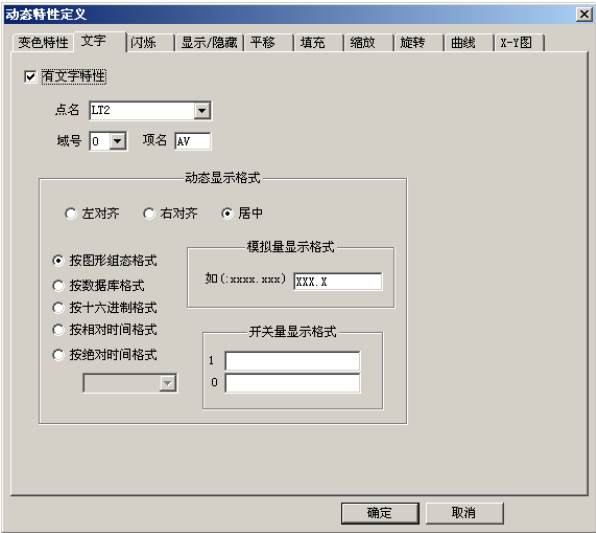 动态特性定义
变色特性 文字 闪烁 显示/隐藏 平移 填充 缩放 旋转 曲线 X-Y图
有文字特性
点名 LT2
域号 0 项名 AV
动态显示格式
左对齐 右对齐 居中
模拟量显示格式
按图形组态格式
如(:xxxx.xxx) XXX.X
按数据库格式
按十六进制格式
按相对时间格式
开关量显示格式
按绝对时间格式
1
0
确定 取消